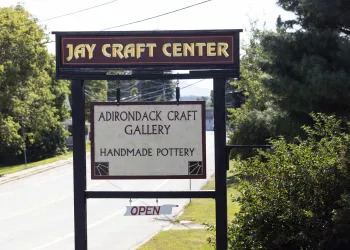 JAY CRAFT CENTER
ADIRONDACK CRAFT
GALLERY
HANDMADE POTTERY
OPEN